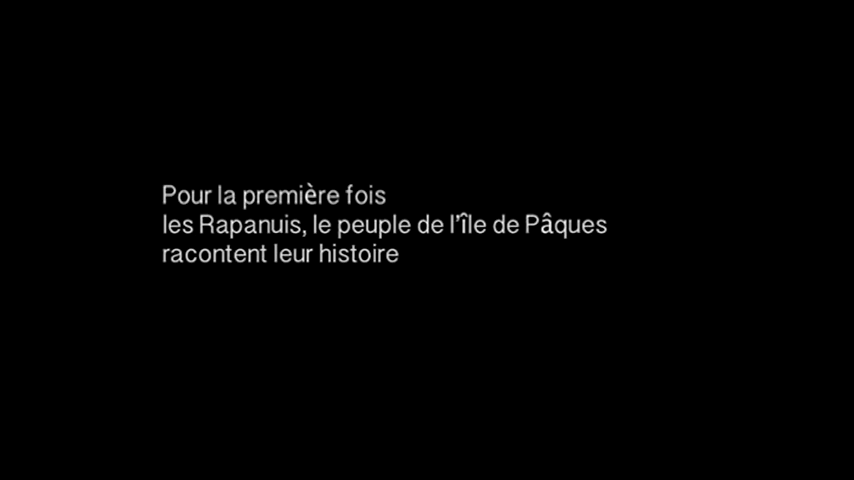 Pour la première fois
les Rapanuis, le peuple de l'île de Pâques
racontent leur histoire